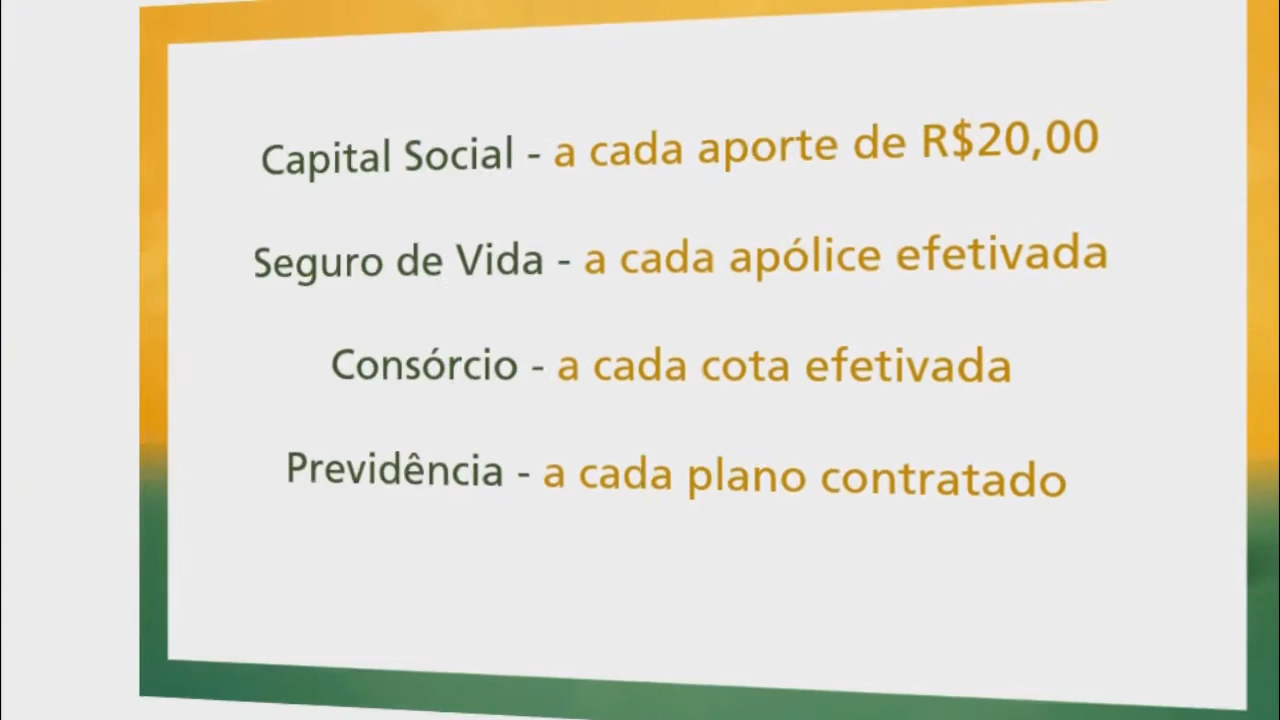 Capital Social - a cada aporte de R$20,00
Seguro de Vida - a cada apólice efetivada
Consórcio - a cada cota efetivada
Previdência - a cada plano contratado